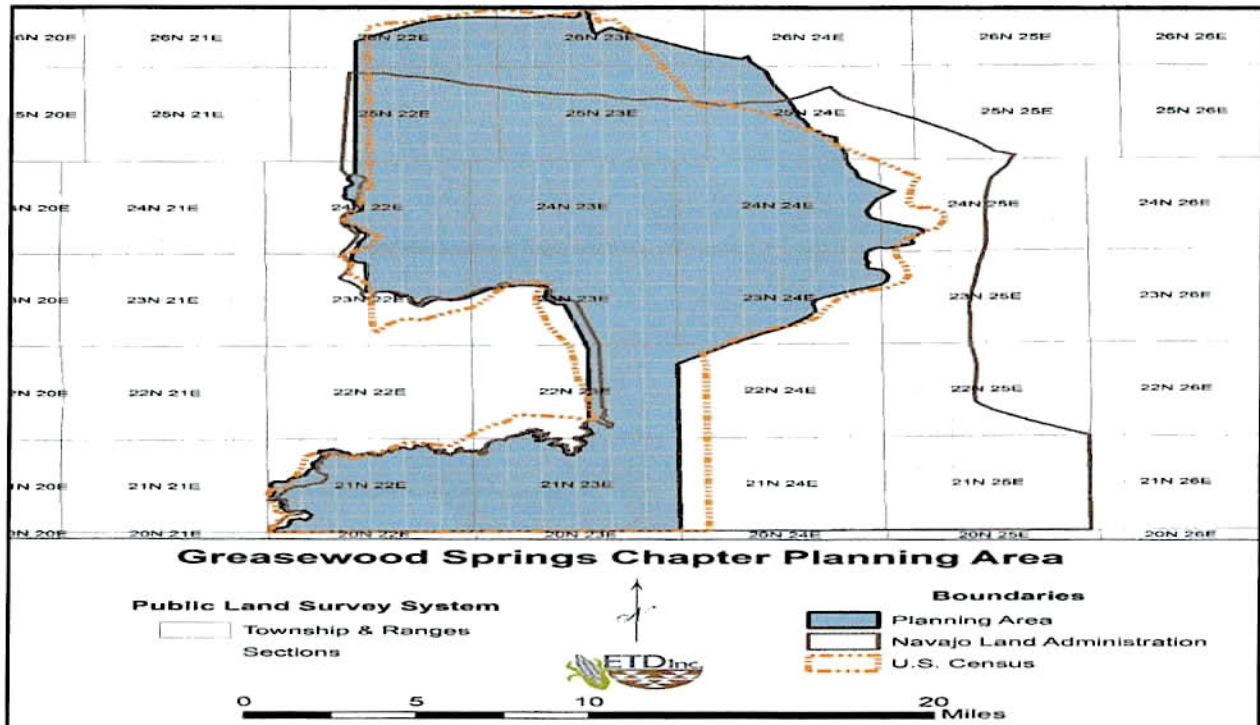 26N 20E 26N 21E 26N 22E 26N 23E 26N 24E 26N 25E 26N 26E
25N 20E 25N 21E 25N 22E 25N 23E 25N 24E 25N 25E 25N 26E
24N 20E 24N 21E 24N 22E 24N 23E 24N 24E 24N 25E 24N 26E
23N 20E 23N 21E 23N 22E 23N 23E 23N 24E 23N 25E 23N 26E
22N 20E 22N 21E 22N 22E 22N 23E 22N 24E 22N 25E 22N 26E
21N 20E 21N 21E 21N 22E 21N 23E 21N 24E 21N 25E 21N 26E
20N 20E 20N 21E 20N 22E 20N 23E 20N 24E 20N 25E 20N 26E
Greasewood Springs Chapter Planning Area
Public Land Survey System
Township & Ranges
Sections
ETD Inc
Boundaries
Planning Area
Navajo Land Administration
U.S. Census
0 5 10 20
Miles